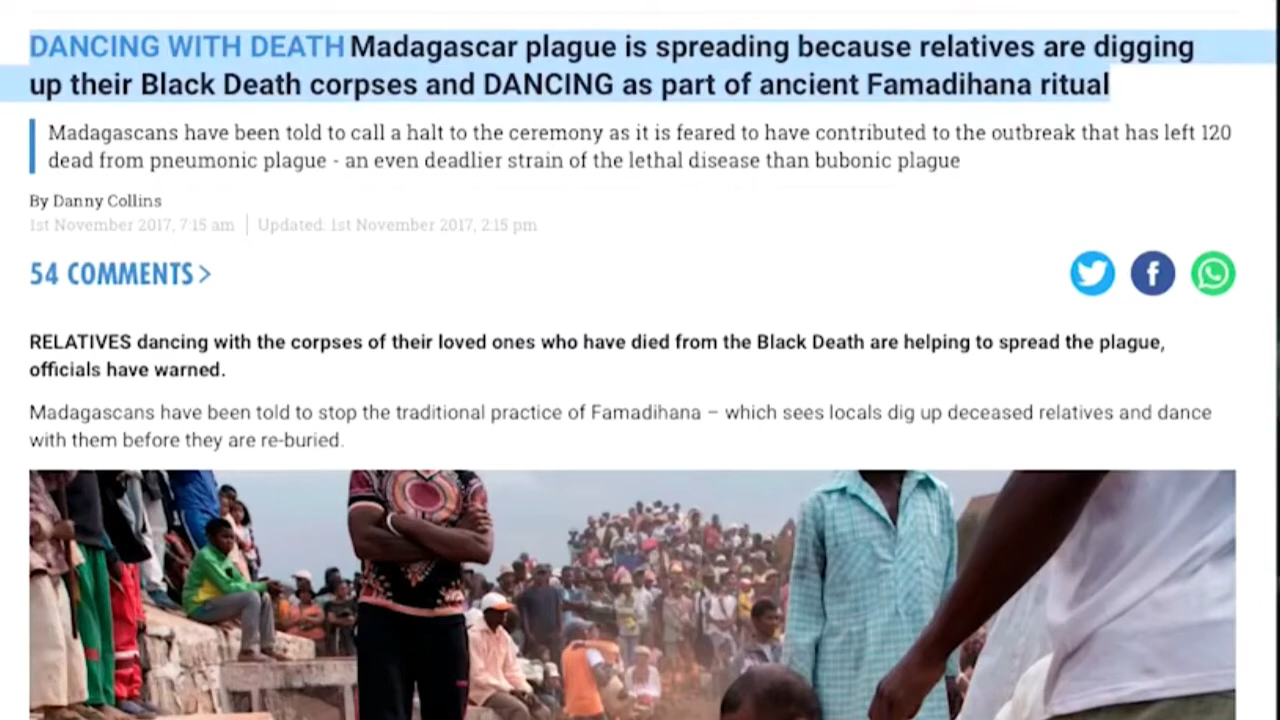 DANCING WITH DEATH Madagascar plague is spreading because relatives are digging
up their Black Death corpses and DANCING as part of ancient Famadihana ritual
Madagascans have been told to call a halt to the ceremony as it is feared to have contributed to the outbreak that has left 120
dead from pneumonic plague - an even deadlier strain of the lethal disease than bubonic plague
By Danny Collins
1st November 2017, 7:15 am | Updated: 1st November 2017, 2:15 pm
54 COMMENTS >
RELATIVES dancing with the corpses of their loved ones who have died from the Black Death are helping to spread the plague,
officials have warned.
Madagascans have been told to stop the traditional practice of Famadihana – which sees locals dig up deceased relatives and dance
with them before they are re-buried.